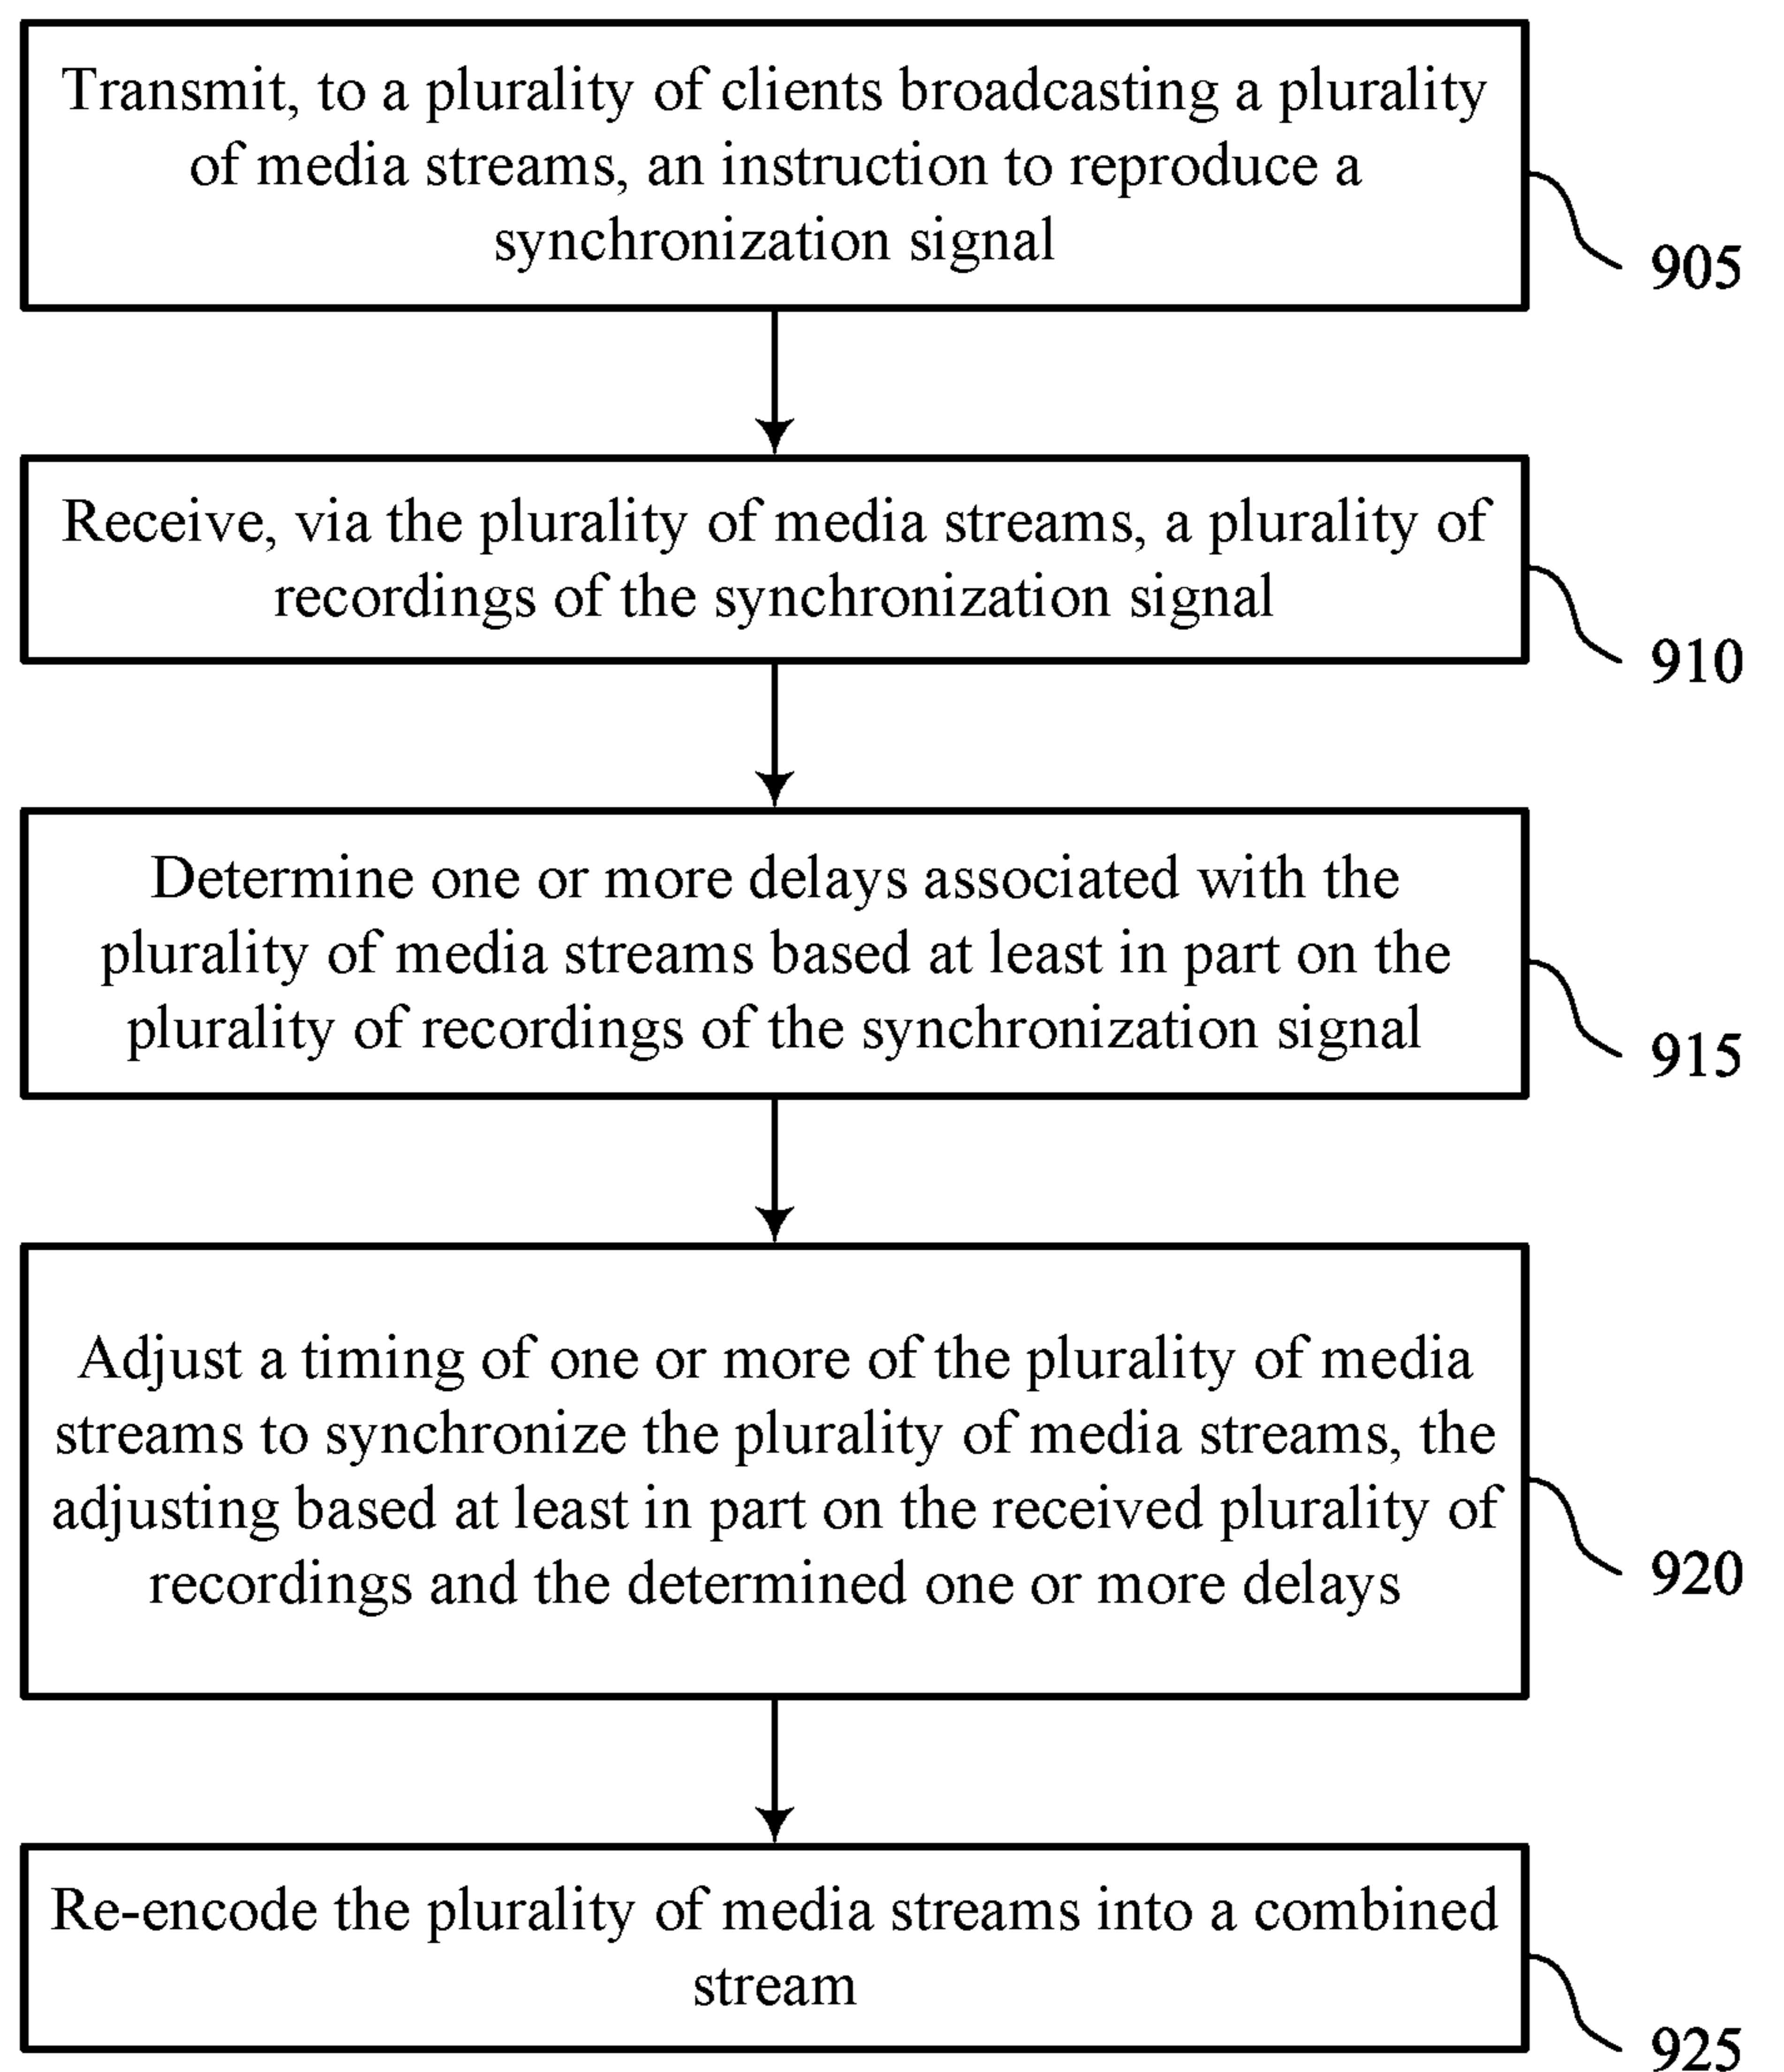 Transmit, to a plurality of clients broadcasting a plurality
of media streams, an instruction to reproduce a
synchronization signal
905
Receive, via the plurality of media streams, a plurality of
recordings of the synchronization signal
910
Determine one or more delays associated with the
plurality of media streams based at least in part on the
plurality of recordings of the synchronization signal
915
Adjust a timing of one or more of the plurality of media
streams to synchronize the plurality of media streams, the
adjusting based at least in part on the received plurality of
recordings and the determined one or more delays
920
Re-encode the plurality of media streams into a combined
stream
925